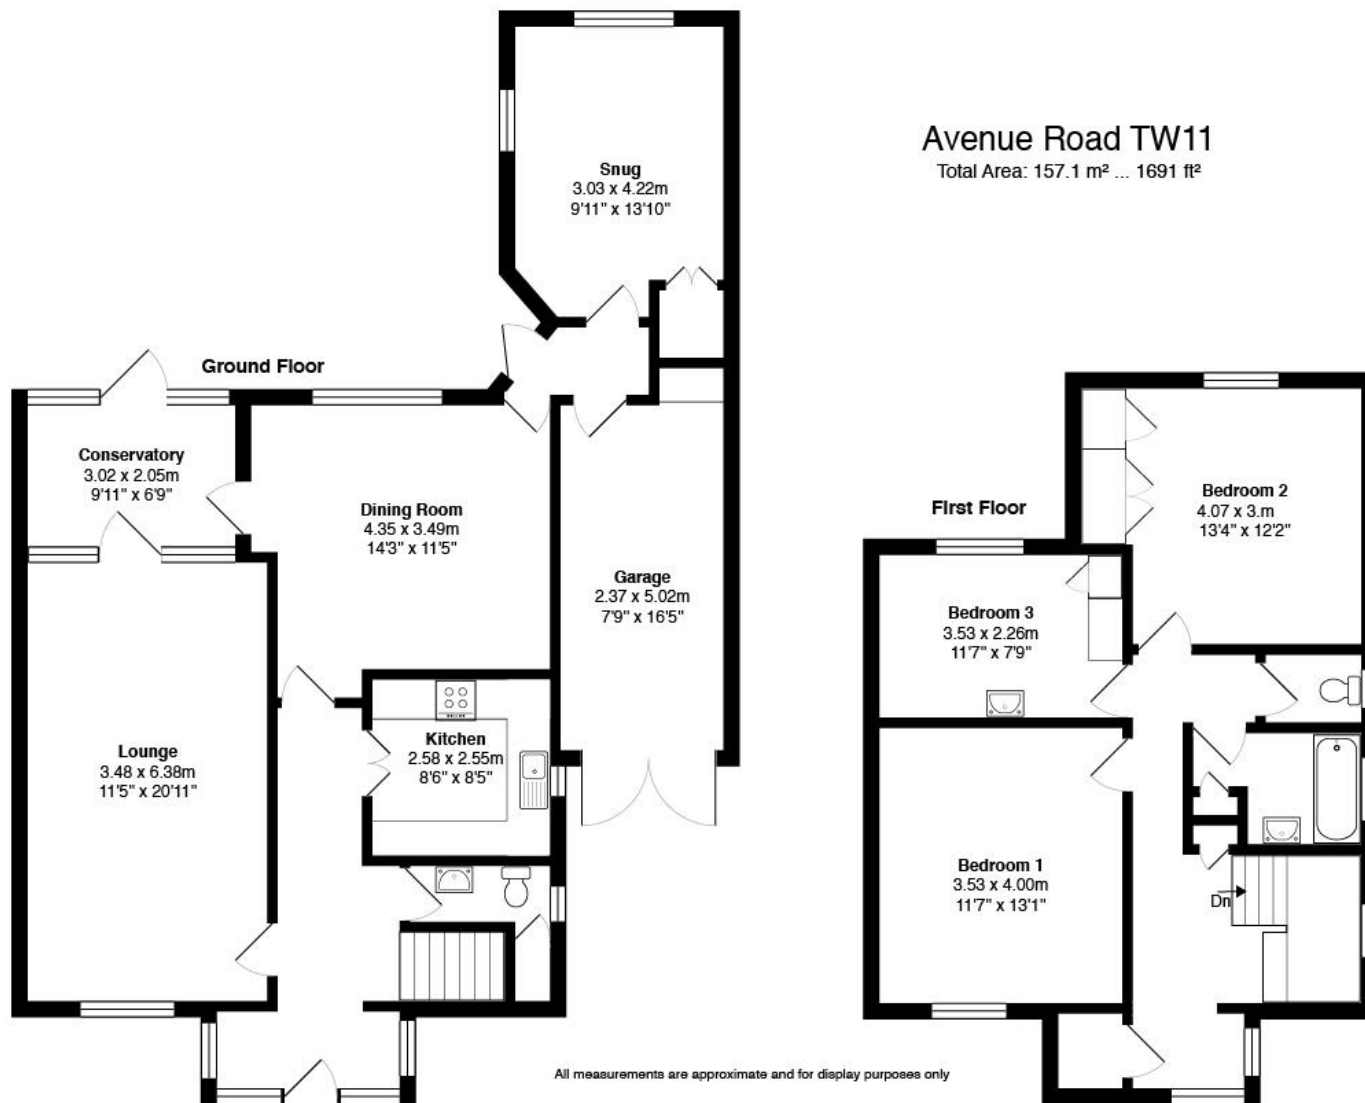 Avenue Road TW11
Total Area: 157.1 m² ... 1691 ft²
Snug
3.03 x 4.22m
9'11" x 13'10"
Ground Floor
Conservatory
3.02 x 2.05m
9'11" x 6'9"
Dining Room
4.35 x 3.49m
14'3" x 11'5"
Garage
2.37 x 5.02m
7'9" x 16'5"
Kitchen
2.58 x 2.55m
8'6" x 8'5"
Lounge
3.48 x 6.38m
11'5" x 20'11"
First Floor
Bedroom 2
4.07 x 3.m
13'4" x 12'2"
Bedroom 3
3.53 x 2.26m
11'7" x 7'9"
Bedroom 1
3.53 x 4.00m
11'7" x 13'1"
Dn
All measurements are approximate and for display purposes only